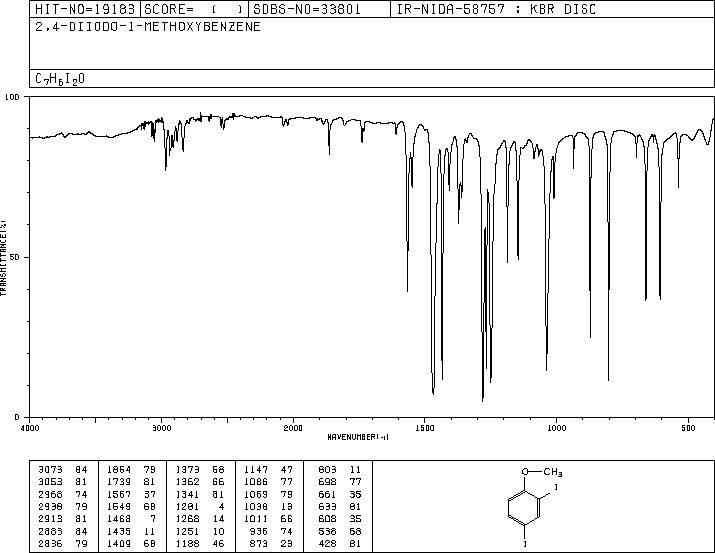 HIT-NO=19183 SCORE= ( ) SDBS-NO=33801 IR-NIDA-58757 : KBR DISC
2,4-DIIODO-1-METHOXYBENZENE
C7H6I2O
100
50
0
TRANSMITTANCE(%)
4000 3000 2000 1500 1000 500
WAVENUMBER(-1)
3073 84 1864 79 1373 58 1147 47 803 11
3053 81 1739 81 1362 66 1086 77 698 77
2968 74 1567 37 1341 81 1069 79 661 35
2938 79 1549 68 1281 4 1038 13 639 81
2913 81 1468 7 1268 14 1011 66 608 35
2883 84 1435 11 1251 10 936 74 538 68
2836 79 1409 68 1188 46 873 23 428 81
O—CH3
I
I